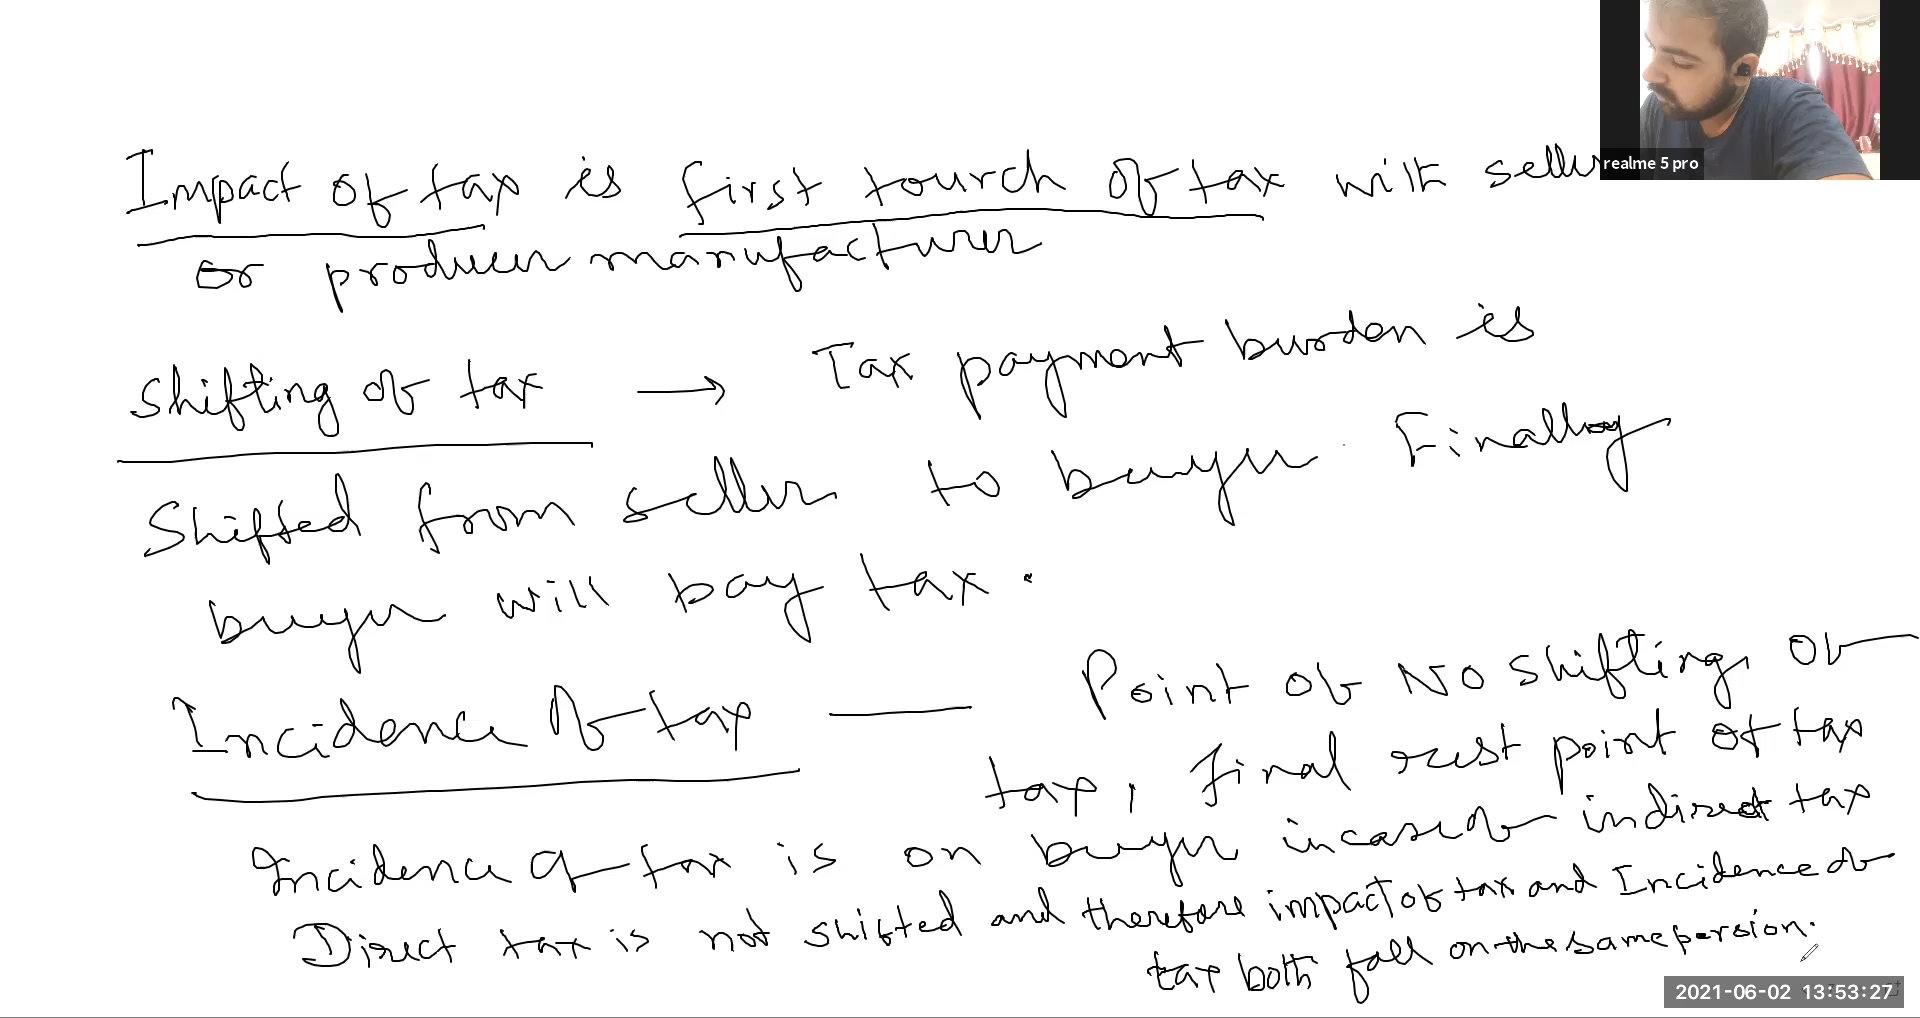 Impact of tax is first tourch of tax with seller
realme 5 pro
or producer manufacturer
Shifting of tax → Tax payment burden is
Shifted from seller to buyer. Finally
buyer will bay tax.
Incidence of tax — Point of No shifting of
tax, final rest point of tax
Incidence of tax is on buyer incase of indirect tax
Direct tax is not shifted and therefore impact of tax and Incidence of
tax both fall on the same persion.
2021-06-02 13:53:27